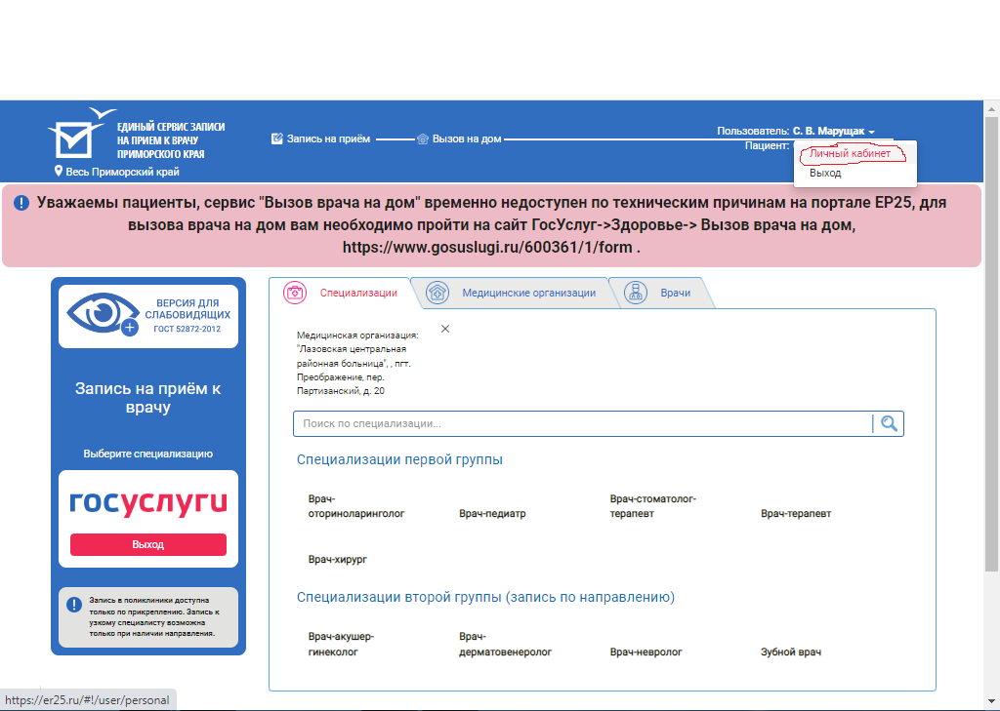 ЕДИНЫЙ СЕРВИС ЗАПИСИ
НА ПРИЕМ К ВРАЧУ
ПРИМОРСКОГО КРАЯ
Весь Приморский край
Запись на приём
Вызов на дом
Пользователь: С. В. Марущак
Пациент:
Личный кабинет
Выход
Уважаемы пациенты, сервис "Вызов врача на дом" временно недоступен по техническим причинам на портале ЕР25, для
вызова врача на дом вам необходимо пройти на сайт ГосУслуг->Здоровье-> Вызов врача на дом,
https://www.gosuslugi.ru/600361/1/form .
ВЕРСИЯ ДЛЯ
СЛАБОВИДЯЩИХ
ГОСТ 52872-2012
Запись на приём к
врачу
Выберите специализацию
госуслуги
Выход
Запись в поликлиники доступна
только по прикреплению. Запись к
узкому специалисту возможна
только при наличии направления.
Специализации
Медицинские организации
Врачи
Медицинская организация:
"Лазовская центральная
районная больница", , пгт.
Преображение, пер.
Партизанский, д. 20
Поиск по специализации...
Специализации первой группы
Врач-
оториноларинголог
Врач-педиатр
Врач-стоматолог-
терапевт
Врач-терапевт
Врач-хирург
Специализации второй группы (запись по направлению)
Врач-акушер-
гинеколог
Врач-
дерматовенеролог
Врач-невролог
Зубной врач
https://er25.ru/#!/user/personal